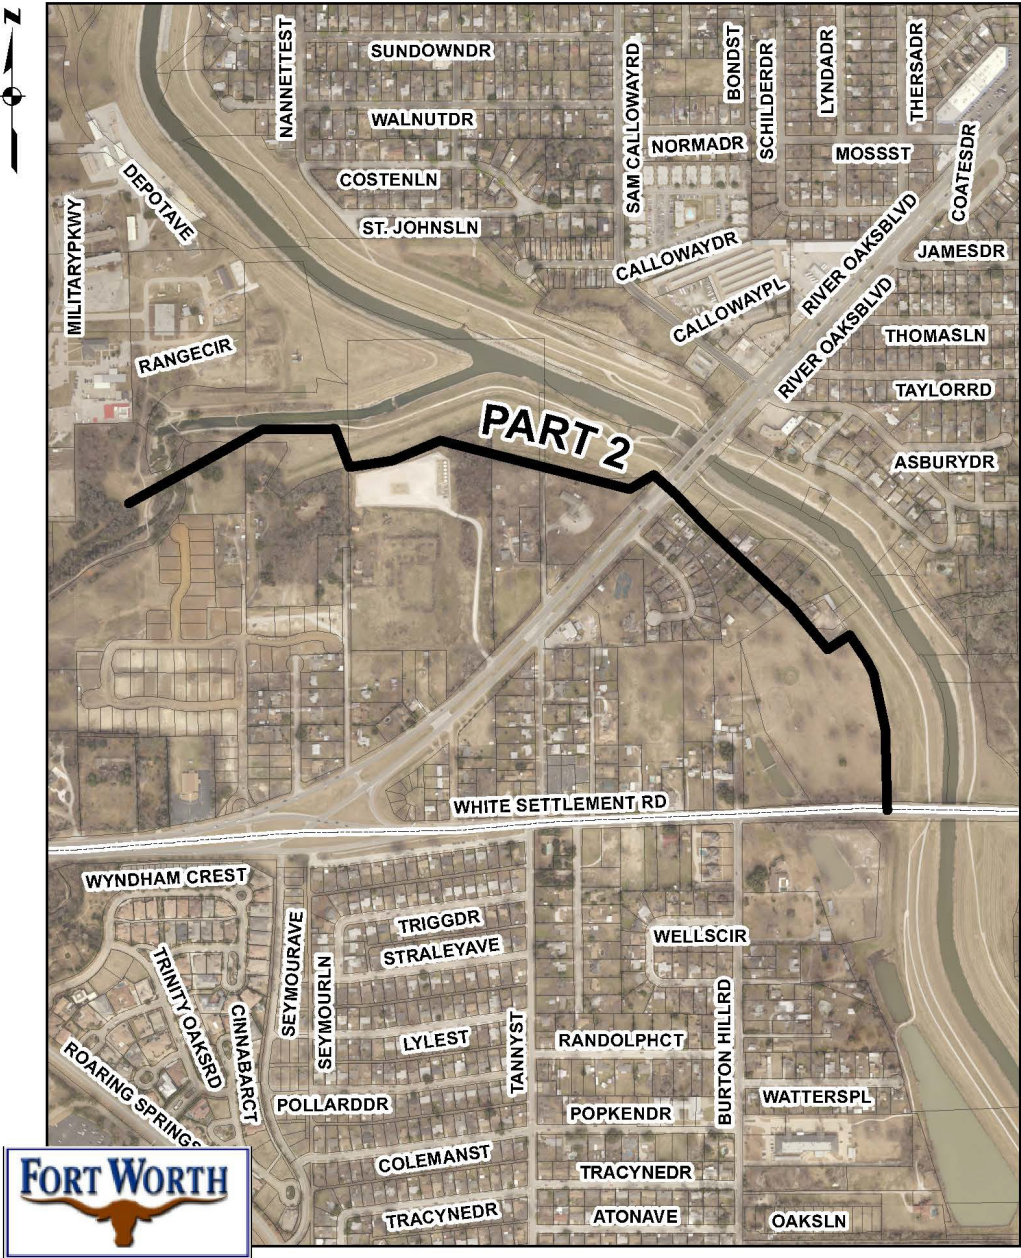 Z
NANNETTEST
SUNDOWNDR
SAM CALLOWAYRD
BONDST
SCHILDERDR
LYNDADR
THERSADR
WALNUTDR
NORMADR
MOSSST
COATESDR
COSTENLN
DEPOTAVE
ST. JOHNSLN
MILITARYPKWY
CALLOWAYDR
RIVER OAKSBLVD
JAMESDR
CALLOWAYPL
RIVER OAKSBLVD
THOMASLN
RANGECIR
TAYLORRD
PART 2
ASBURYDR
WHITE SETTLEMENT RD
WYNDHAM CREST
SEYMOURAVE
TRIGGDR
WELLSCIR
STRALEYAVE
SEYMOURLN
TRINITY OAKSRD
CINNABARCT
LYLEST
TANNYST
RANDOLPHCT
BURTON HILLRD
ROARING SPRINGS
POLLARDDR
POPKENDR
WATTERSPL
COLEMANST
TRACYNEDR
TRACYNEDR
ATONAVE
OAKSLN
FORT WORTH